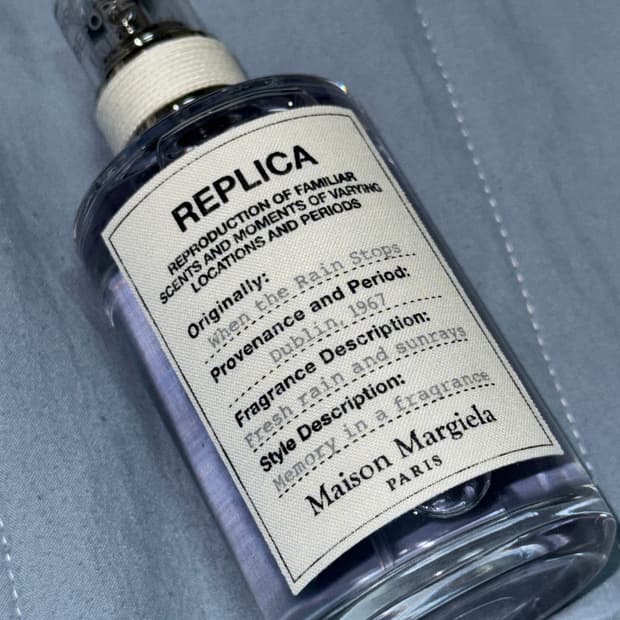 REPLICA
REPRODUCTION OF FAMILIAR
SCENTS AND MOMENTS OF VARYING
LOCATIONS AND PERIODS
Originally:
When the Rain Stops
Provenance and Period:
Dublin, 1967
Fragrance Description:
Fresh rain and sunrays
Style Description:
Memory in a fragrance
Maison Margiela
PARIS